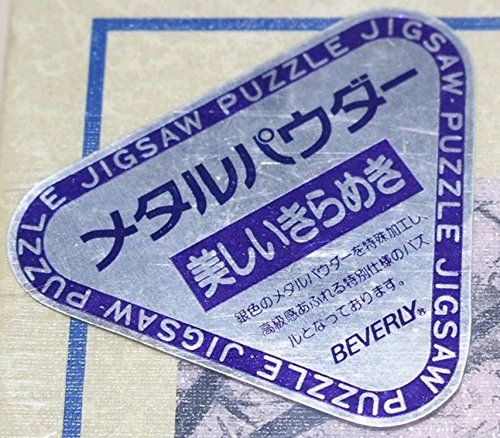 JIGSAW・PUZZLE JIGSAW・PUZZLE JIGSAW・PUZZLE JIGSAW・PUZZLE
メタルパウダー
美しいきらめき
銀色のメタルパウダーを特殊加工し、
高級感あふれる特別仕様のパズ
ルとなっております。
BEVERLY®